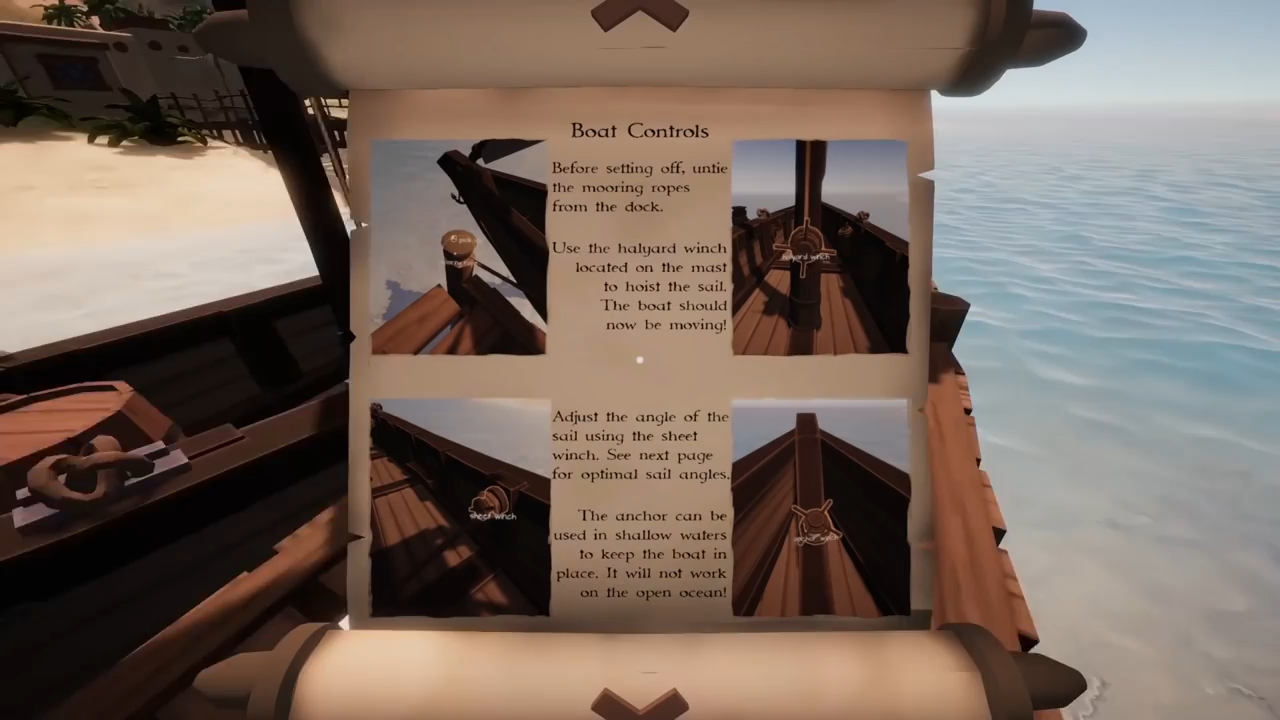 Boat Controls
Before setting off, untie
the mooring ropes
from the dock.
Use the halyard winch
located on the mast
to hoist the sail.
The boat should
now be moving!
halyard winch
Adjust the angle of the
sail using the sheet
winch. See next page
for optimal sail angles.
sheet winch
The anchor can be
used in shallow waters
to keep the boat in
place. It will not work
on the open ocean!
anchor winch